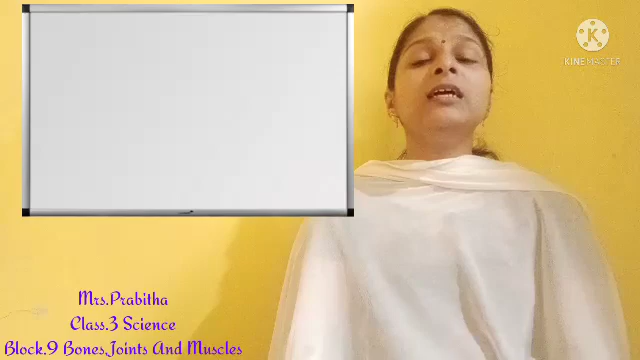 K
KINEMASTER
Mrs.Prabitha
Class.3 Science
Block.9 Bones,Joints And Muscles